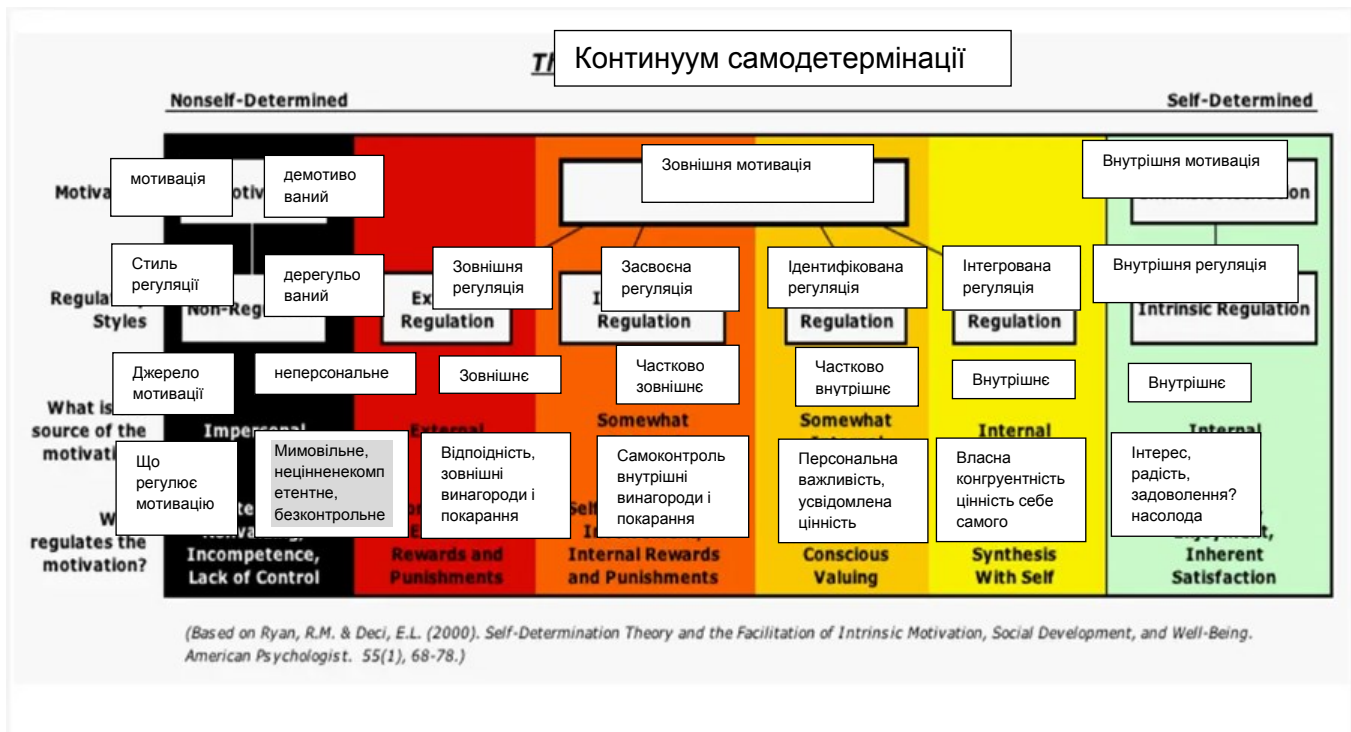 Континуум самодетермінації
Nonself-Determined
Self-Determined
мотивація
демотиво
ваний
Зовнішня мотивація
Внутрішня мотивація
Стиль
регуляції
дерегульо
ваний
Зовнішня
регуляція
Засвоєна
регуляція
Ідентифікована
регуляція
Інтегрована
регуляція
Внутрішня регуляція
Styles
Regulation
Regulation
Regulation
Regulation
Intrinsic Regulation
Джерело
мотивації
неперсональне
Зовнішнє
Частково
зовнішнє
Частково
внутрішнє
Внутрішнє
Внутрішнє
What is
source of the
Somewhat
Somewhat
Internal
Що
регулює
мотивацію
Мимовільне,
нецінненекомп
етентне,
безконтрольне
Відпоідність,
зовнішні
винагороди і
покарання
Самоконтроль
внутрішні
винагороди і
покарання
Персональна
важливість,
усвідомлена
цінність
Власна
конгруентність
цінність себе
самого
Інтерес,
радість,
задоволення?
насолода
regulates the
motivation?
Incompetence,
Lack of Control
Rewards and
Punishments
Internal Rewards
and Punishments
Conscious
Valuing
Synthesis
With Self
Inherent
Satisfaction
(Based on Ryan, R.M. & Deci, E.L. (2000). Self-Determination Theory and the Facilitation of Intrinsic Motivation, Social Development, and Well-Being.
American Psychologist. 55(1), 68-78.)